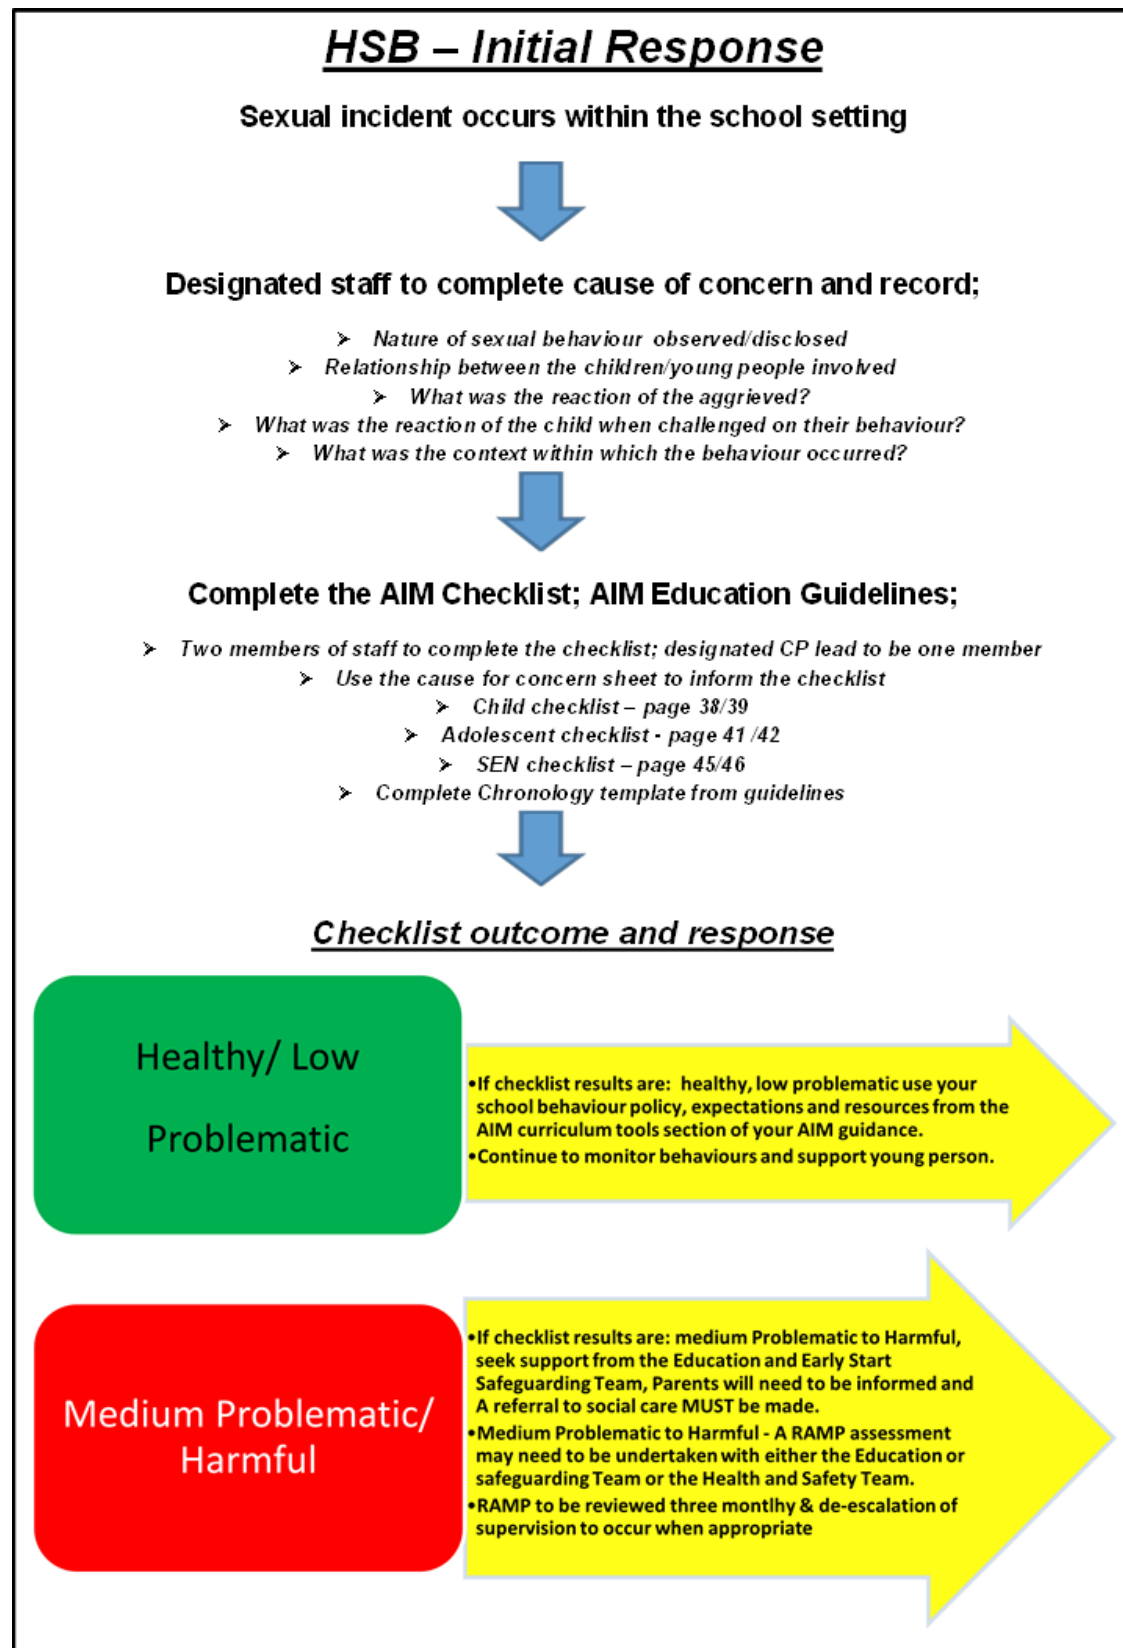 HSB – Initial Response
Sexual incident occurs within the school setting
Designated staff to complete cause of concern and record;
➢ Nature of sexual behaviour observed/disclosed
➢ Relationship between the children/young people involved
➢ What was the reaction of the aggrieved?
➢ What was the reaction of the child when challenged on their behaviour?
➢ What was the context within which the behaviour occurred?
Complete the AIM Checklist; AIM Education Guidelines;
➢ Two members of staff to complete the checklist; designated CP lead to be one member
➢ Use the cause for concern sheet to inform the checklist
➢ Child checklist – page 38/39
➢ Adolescent checklist - page 41 /42
➢ SEN checklist – page 45/46
➢ Complete Chronology template from guidelines
Checklist outcome and response
Healthy/ Low
Problematic
•If checklist results are: healthy, low problematic use your
school behaviour policy, expectations and resources from the
AIM curriculum tools section of your AIM guidance.
•Continue to monitor behaviours and support young person.
Medium Problematic/
Harmful
•If checklist results are: medium Problematic to Harmful,
seek support from the Education and Early Start
Safeguarding Team, Parents will need to be informed and
A referral to social care MUST be made.
•Medium Problematic to Harmful - A RAMP assessment
may need to be undertaken with either the Education or
safeguarding Team or the Health and Safety Team.
•RAMP to be reviewed three montlhy & de-escalation of
supervision to occur when appropriate